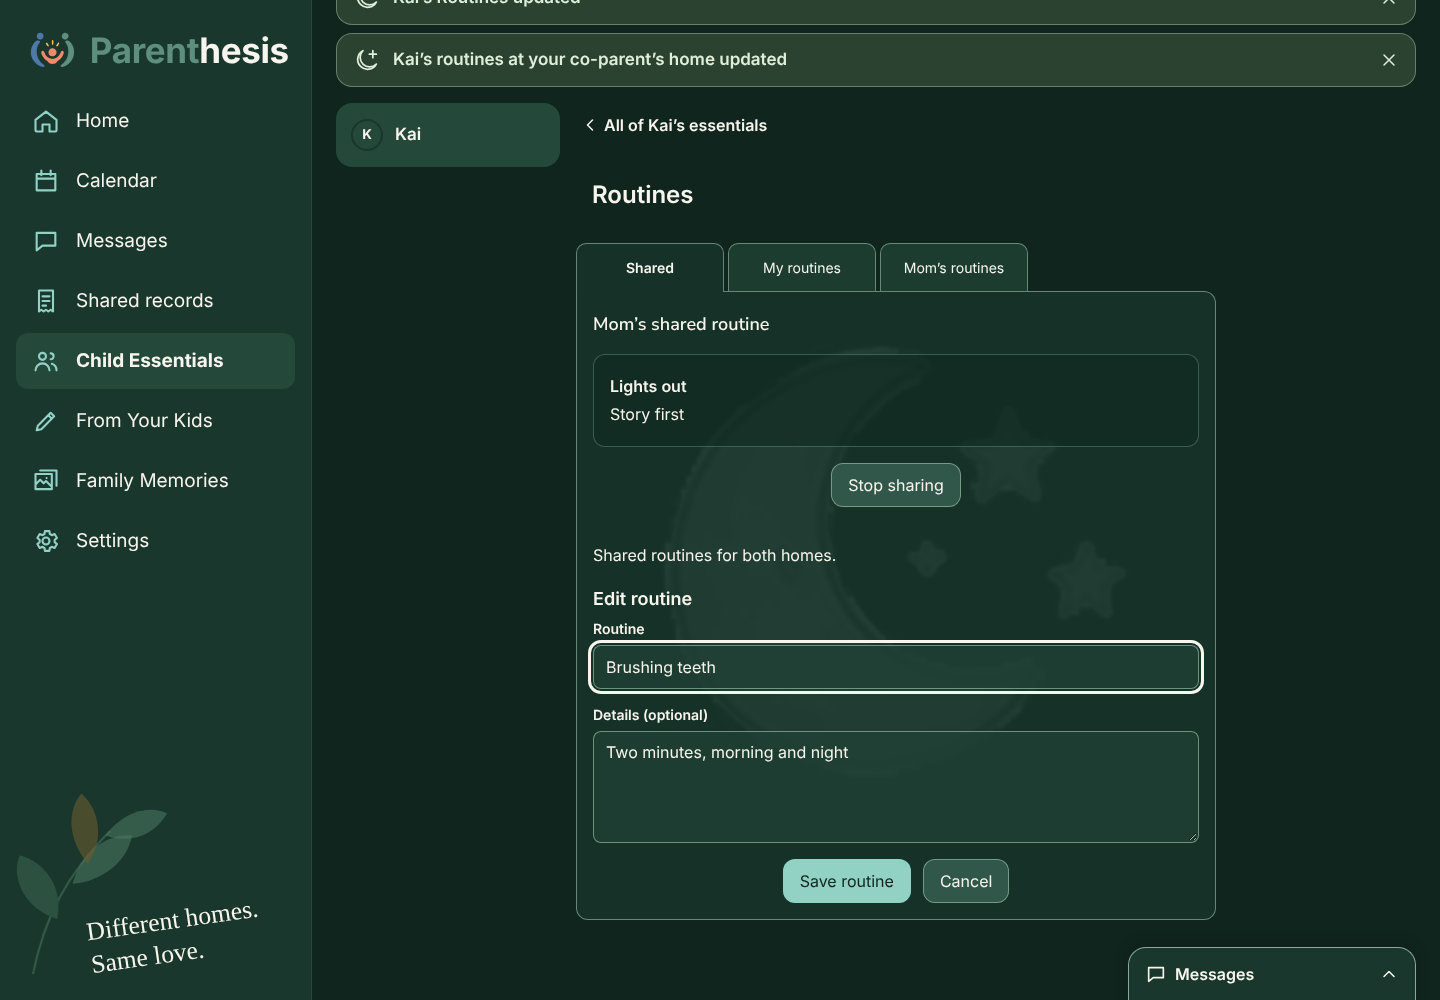 Parenthesis
Home
Calendar
Messages
Shared records
Child Essentials
From Your Kids
Family Memories
Settings
Different homes.
Same love.
Kai’s Routines updated
Kai’s routines at your co-parent’s home updated
K
Kai
All of Kai’s essentials
Routines
Shared
My routines
Mom’s routines
Mom’s shared routine
Lights out
Story first
Stop sharing
Shared routines for both homes.
Edit routine
Routine
Brushing teeth
Details (optional)
Two minutes, morning and night
Save routine
Cancel
Messages